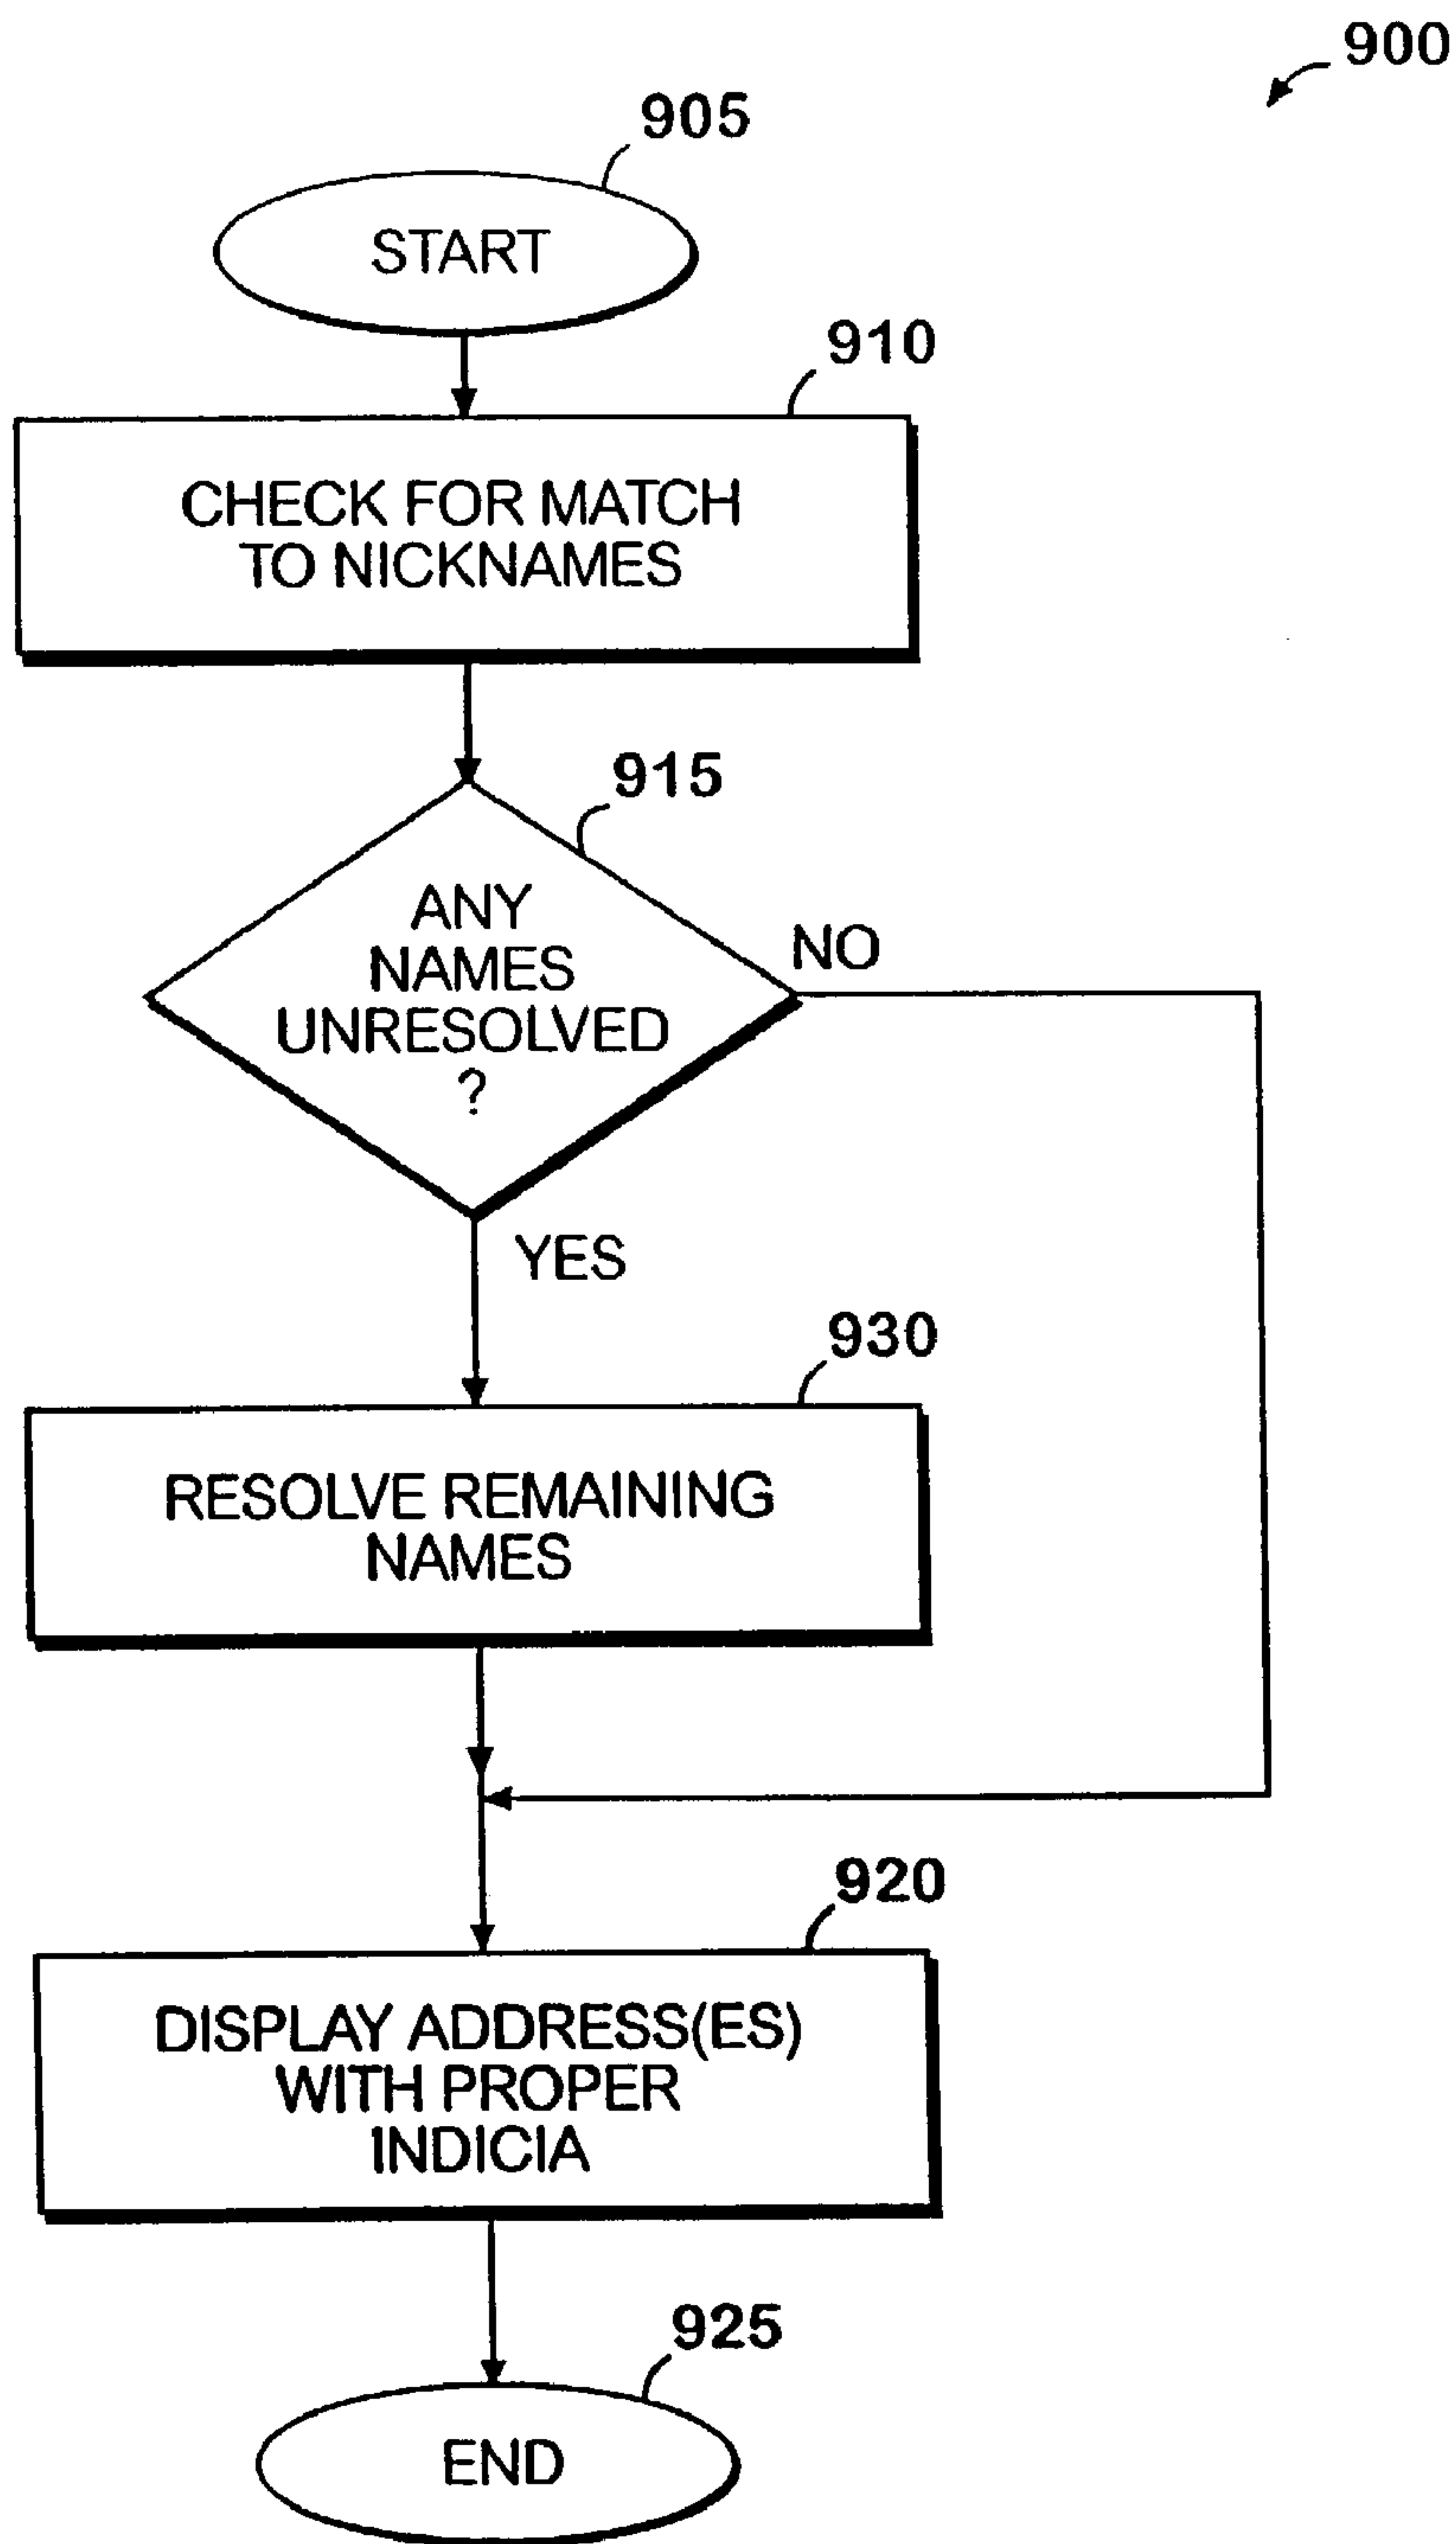 900
905
START
910
CHECK FOR MATCH
TO NICKNAMES
915
ANY
NAMES
UNRESOLVED
?
NO
YES
930
RESOLVE REMAINING
NAMES
920
DISPLAY ADDRESS(ES)
WITH PROPER
INDICIA
925
END